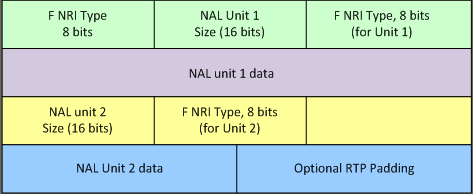 F NRI Type
8 bits
NAL Unit 1
Size (16 bits)
F NRI Type, 8 bits
(for Unit 1)
NAL unit 1 data
NAL unit 2
Size (16 bits)
F NRI Type, 8 bits
(for Unit 2)
NAL Unit 2 data
Optional RTP Padding